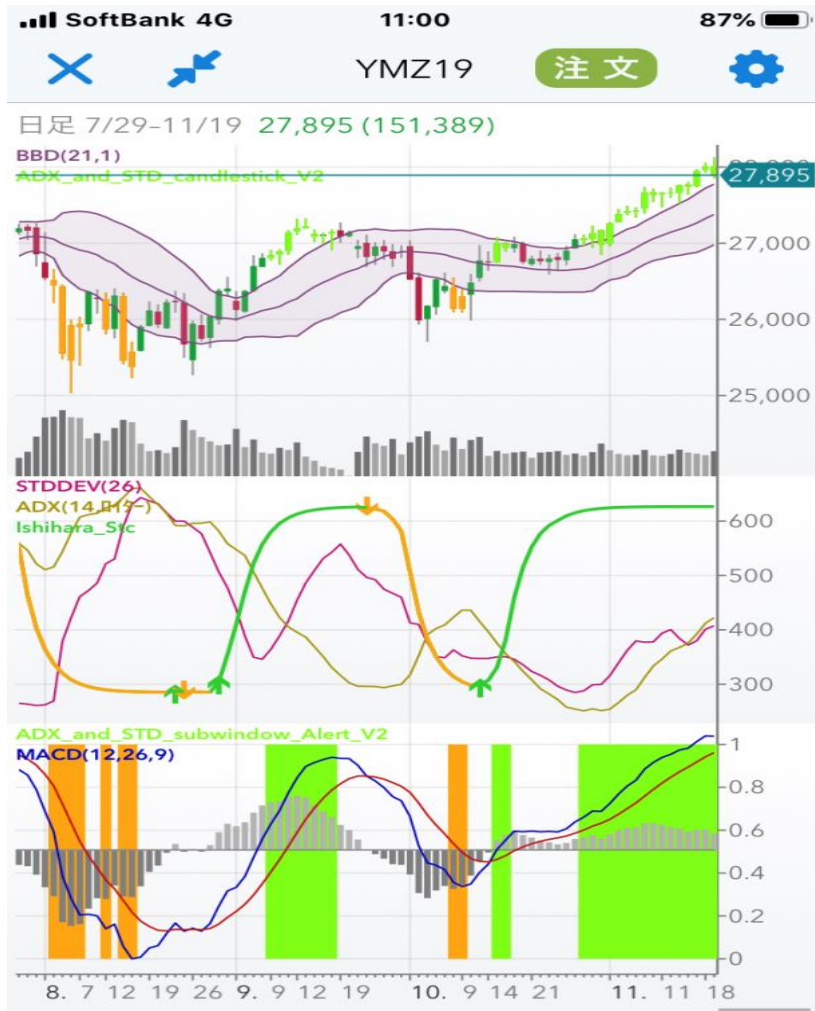 SoftBank 4G 11:00 87%
YMZ19 注文
日足 7/29-11/19 27,895 (151,389)
BBD(21,1)
ADX_and_STD_candlestick_V2
27,895
27,000
26,000
25,000
STDDEV(26)
Ishihara_Stc
600
500
400
300
ADX_and_STD_subwindow_Alert_V2
MACD(12,26,9)
1
0.8
0.6
0.4
0.2
0
8. 7 12 19 26 9. 9 12 19 10. 9 14 21 11. 11 18